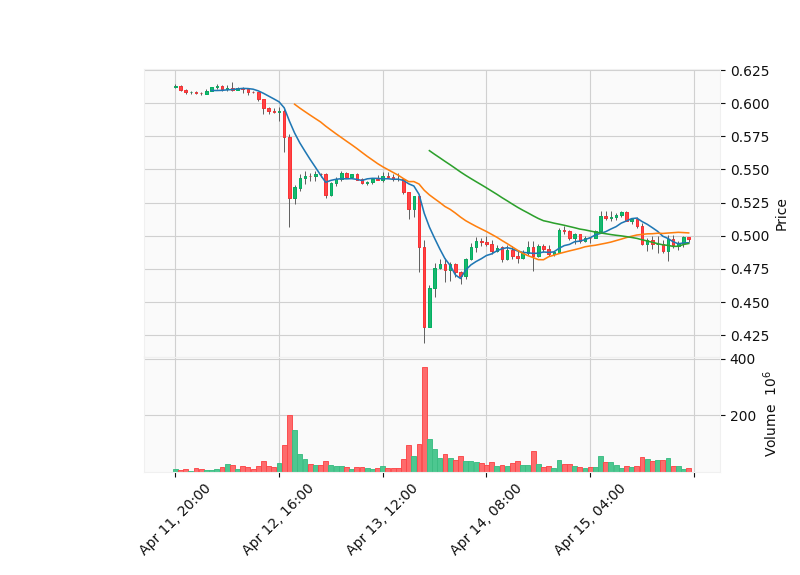 0.625
0.600
0.575
0.550
0.525
0.500
0.475
0.450
0.425
Price
400
200
Volume 10^6
Apr 11, 20:00
Apr 12, 16:00
Apr 13, 12:00
Apr 14, 08:00
Apr 15, 04:00